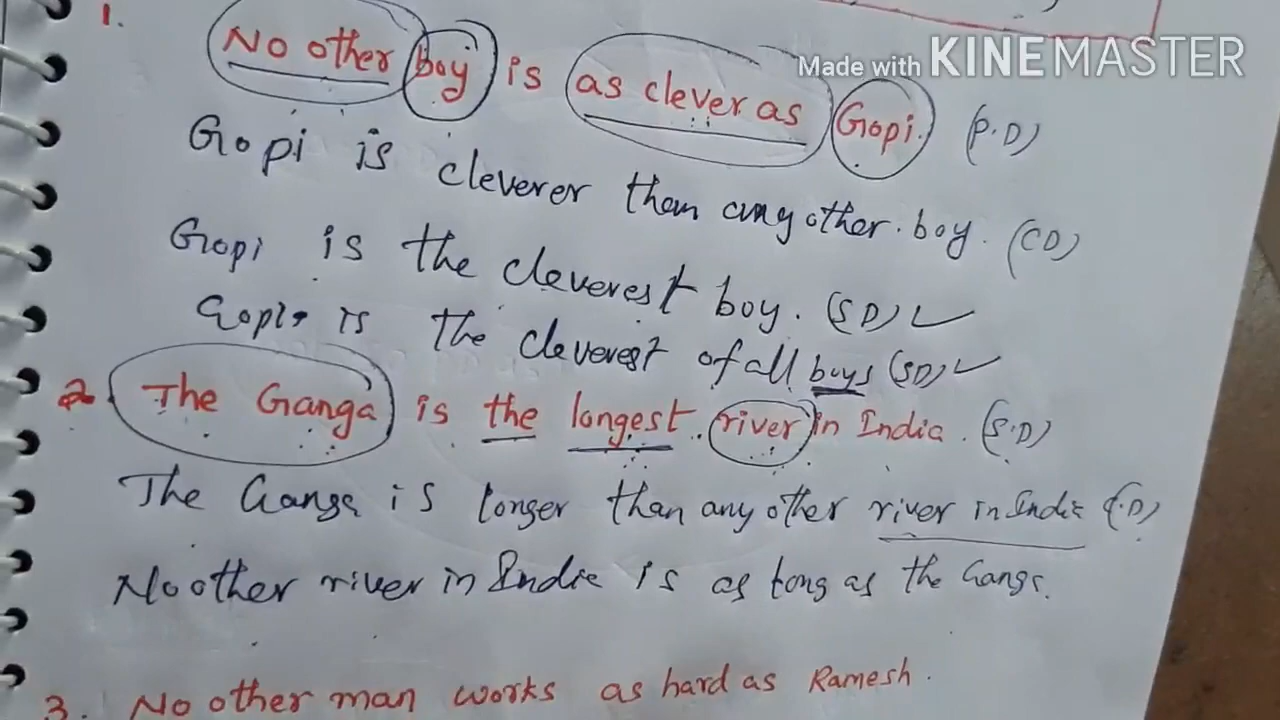 Made with KINEMASTER
1. No other boy is as clever as Gopi. (P.D)
Gopi is cleverer than any other boy. (CD)
Gopi is the cleverest boy. (SD) ✓
Gopi is the cleverest of all boys (SD) ✓
2. The Ganga is the longest river in India. (S.D)
The Ganga is longer than any other river in India (C.D)
No other river in India is as long as the Ganga.
3. No other man works as hard as Ramesh.